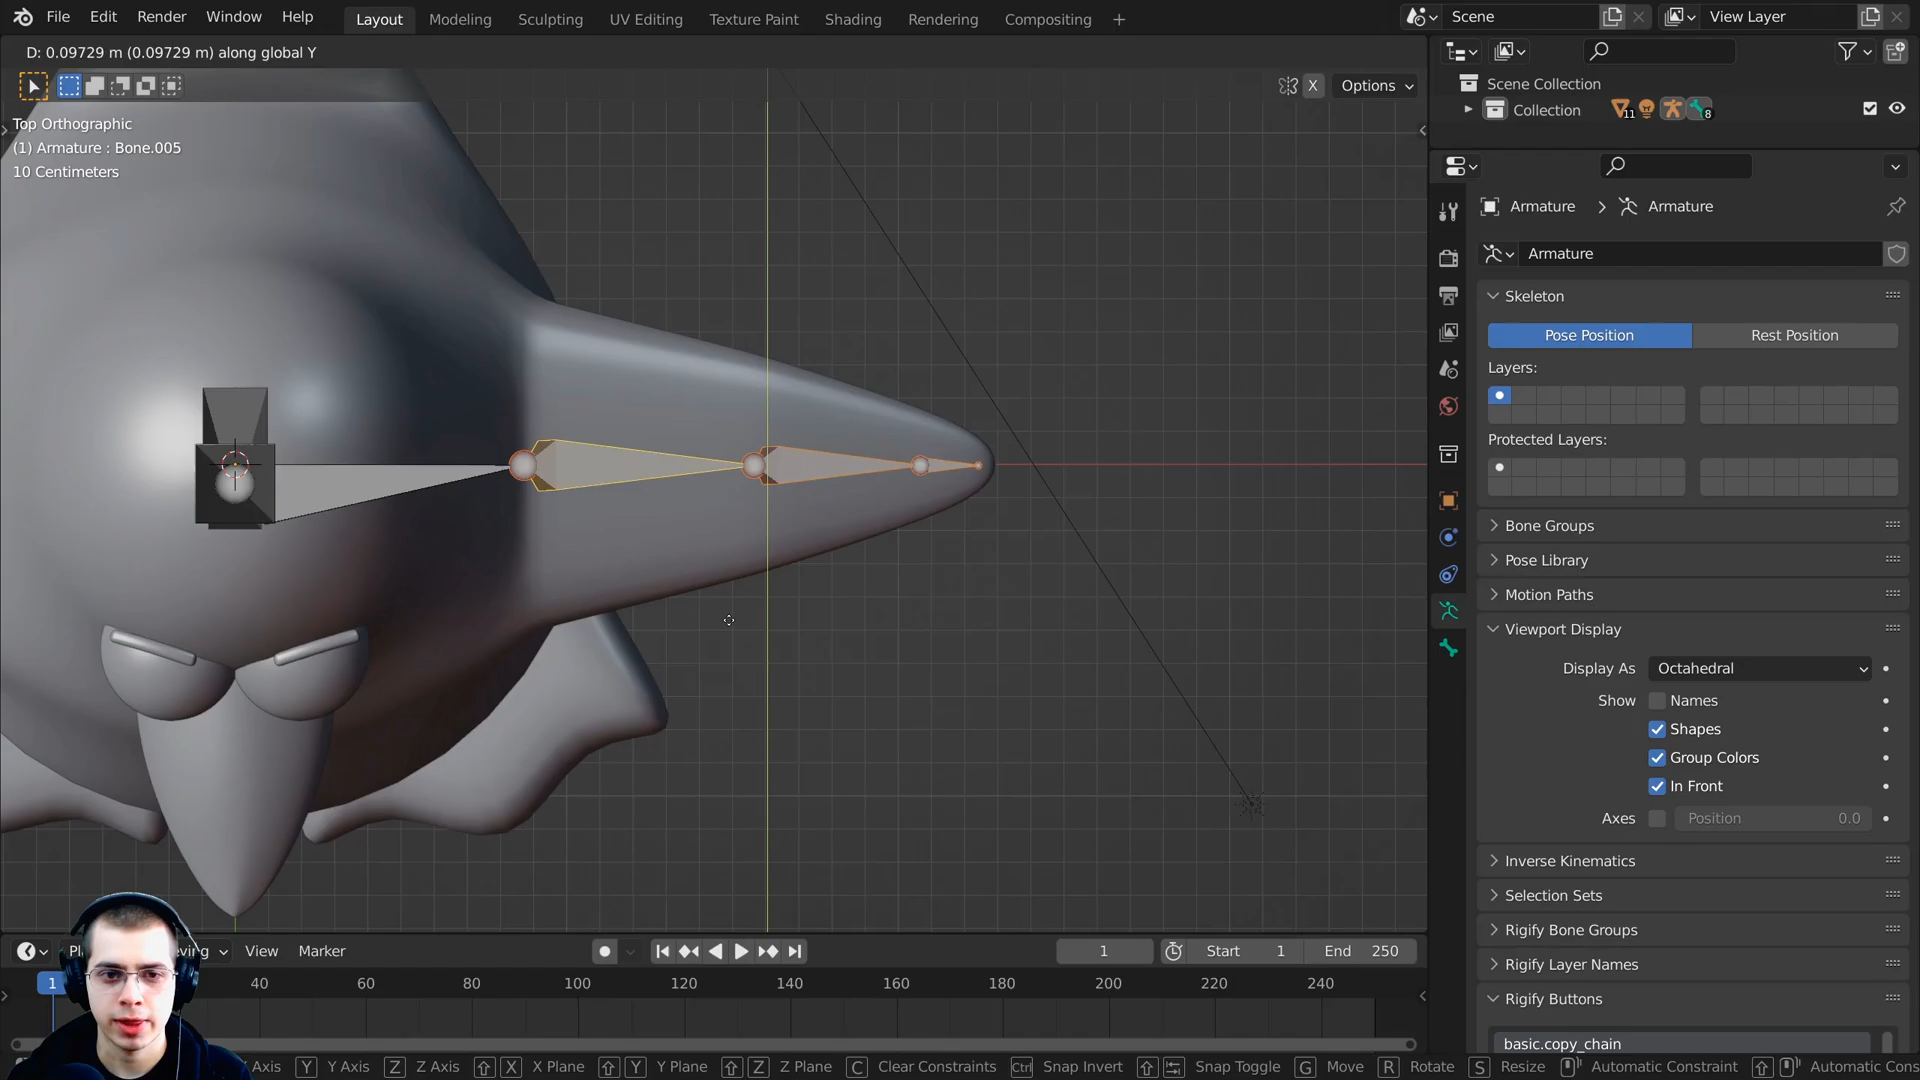 File Edit Render Window Help Layout Modeling Sculpting UV Editing Texture Paint Shading Rendering Compositing + Scene View Layer
D: 0.09729 m (0.09729 m) along global Y
X Options
Scene Collection
Collection 11 8
Top Orthographic
(1) Armature : Bone.005
10 Centimeters
Armature > Armature
Armature
Skeleton
Pose Position Rest Position
Layers:
Protected Layers:
Bone Groups
Pose Library
Motion Paths
Viewport Display
Display As Octahedral
Show Names
Shapes
Group Colors
In Front
Axes Position 0.0
Inverse Kinematics
Selection Sets
Rigify Bone Groups
Rigify Layer Names
Rigify Buttons
basic.copy_chain
View Marker 1 Start 1 End 250
1 40 60 80 100 120 140 160 180 200 220 240
Axis Y Y Axis Z Z Axis X X Plane Y Y Plane Z Z Plane C Clear Constraints Ctrl Snap Invert Snap Toggle G Move R Rotate S Resize Automatic Constraint Automatic Cons